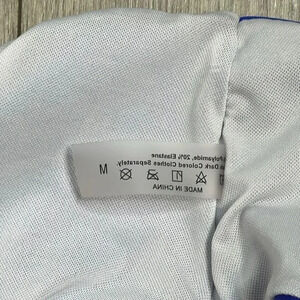 Polyamide, 20% Elastane
Dark Colored Clothes Separately.
M
MADE IN CHINA